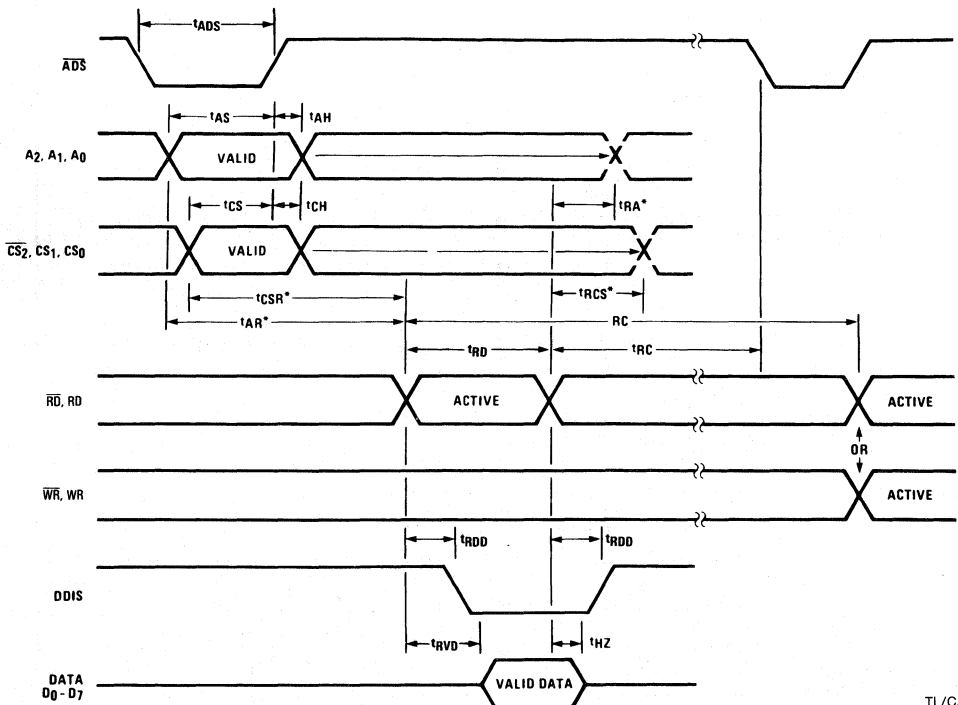 tADS
ADS
tAS tAH
A2, A1, A0 VALID X
tCS tCH tRA*
CS2, CS1, CS0 VALID X
tCSR* tRCS*
tAR* RC
tRD tRC
RD, RD ACTIVE ACTIVE
OR
WR, WR ACTIVE
tRDD tRDD
DDIS
tRVD tHZ
DATA
D0-D7 VALID DATA
TL/C